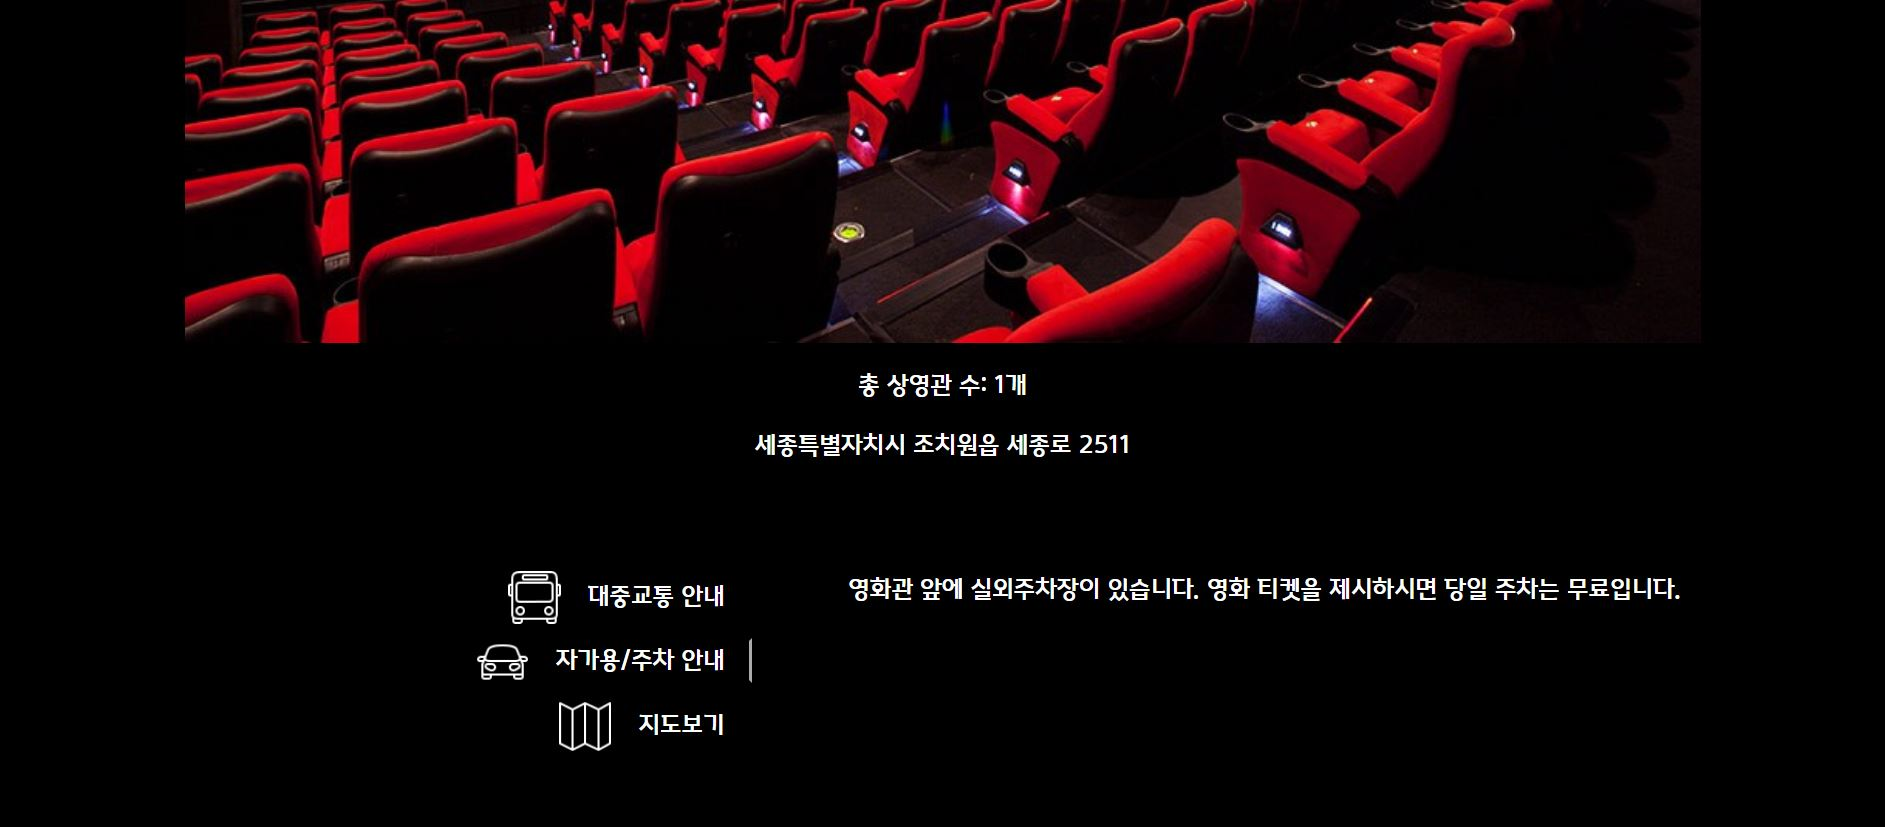 총 상영관 수: 1개
세종특별자치시 조치원읍 세종로 2511
대중교통 안내
자가용/주차 안내
지도보기
영화관 앞에 실외주차장이 있습니다. 영화 티켓을 제시하시면 당일 주차는 무료입니다.